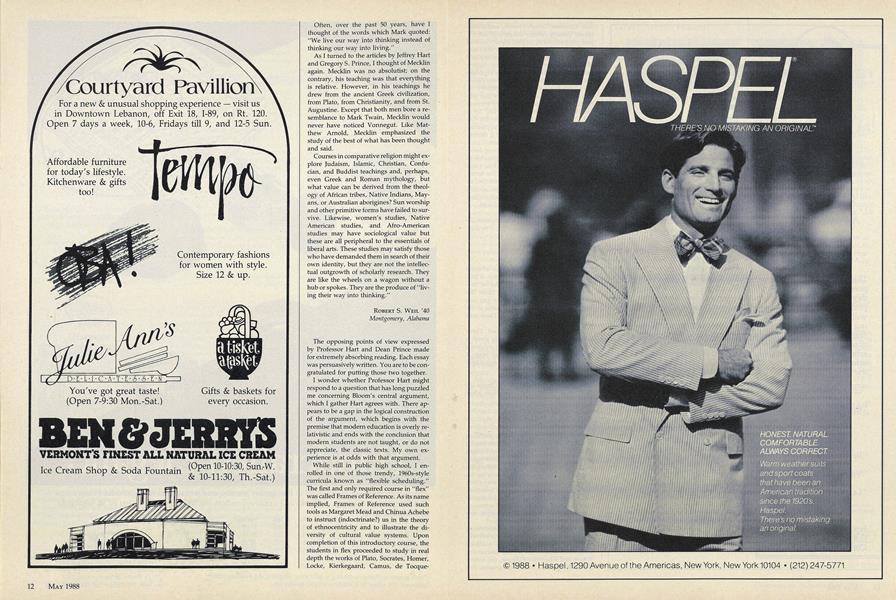 Courtyard Pavillion
For a new & unusual shopping experience — visit us
in Downtown Lebanon, off Exit 18, I-89, on Rt. 120.
Open 7 days a week, 10-6, Fridays till 9, and 12-5 Sun.
Affordable furniture
for today's lifestyle.
Kitchenware & gifts
too!
Tempo
OBA!
Contemporary fashions
for women with style.
Size 12 & up.
Julie Ann's
DELICATESSEN
You've got great taste!
(Open 7-9:30 Mon.-Sat.)
a tisket
a tasket
Gifts & baskets for
every occasion.
BEN & JERRY'S
VERMONT'S FINEST ALL NATURAL ICE CREAM
Ice Cream Shop & Soda Fountain
(Open 10-10:30, Sun.-W.
& 10-11:30, Th.-Sat.)
12 MAY 1988
Often, over the past 50 years, have I
thought of the words which Mark quoted:
"We live our way into thinking instead of
thinking our way into living."
As I turned to the articles by Jeffrey Hart
and Gregory S. Prince, I thought of Mecklin
again. Mecklin was no absolutist; on the
contrary, his teaching was that everything
is relative. However, in his teachings he
drew from the ancient Greek civilization,
from Plato, from Christianity, and from St.
Augustine. Except that both men bore a re-
semblance to Mark Twain, Mecklin would
never have noticed Vonnegut. Like Mat-
thew Arnold, Mecklin emphasized the
study of the best of what has been thought
and said.
Courses in comparative religion might ex-
plore Judaism, Islamic, Christian, Confu-
cian, and Buddist teachings and, perhaps,
even Greek and Roman mythology, but
what value can be derived from the theol-
ogy of African tribes, Native Indians, May-
ans, or Australian aborigines? Sun worship
and other primitive forms have failed to sur-
vive. Likewise, women's studies, Native
American studies, and Afro-American
studies may have sociological value but
these are all peripheral to the essentials of
liberal arts. These studies may satisfy those
who have demanded them in search of their
own identity, but they are not the intellec-
tual outgrowth of scholarly research. They
are like the wheels on a wagon without a
hub or spokes. They are the produce of "liv-
ing their way into thinking."
ROBERT S. WEIL '40
Montgomery, Alabama
The opposing points of view expressed
by Professor Hart and Dean Prince made
for extremely absorbing reading. Each essay
was persuasively written. You are to be con-
gratulated for putting those two together.
I wonder whether Professor Hart might
respond to a question that has long puzzled
me concerning Bloom's central argument,
which I gather Hart agrees with. There ap-
pears to be a gap in the logical construction
of the argument, which begins with the
premise that modern education is overly re-
lativistic and ends with the conclusion that
modern students are not taught, or do not
appreciate, the classic texts. My own ex-
perience is at odds with that argument.
While still in public high school, I en-
rolled in one of those trendy, 1960s-style
curricula known as "flexible scheduling."
The first and only required course in "flex"
was called Frames of Reference. As its name
implied, Frames of Reference used such
tools as Margaret Mead and Chinua Achebe
to instruct (indoctrinate?) us in the theory
of ethnocentricity and to illustrate the di-
versity of cultural value systems. Upon
completion of this introductory course, the
students in flex proceeded to study in real
depth the works of Plato, Socrates, Homer,
Locke, Kierkegaard, Camus, de Tocque-
HASPEL
THERE'S NO MISTAKING AN ORIGINAL™
HONEST. NATURAL.
COMFORTABLE.
ALWAYS CORRECT.
Warm weather suits
and sport coats
that have been an
American tradition
since the 1920's.
Haspel.
There's no mistaking
an original.
© 1988 • Haspel, 1290 Avenue of the Americas, New York, New York 10104 • (212) 247-5771